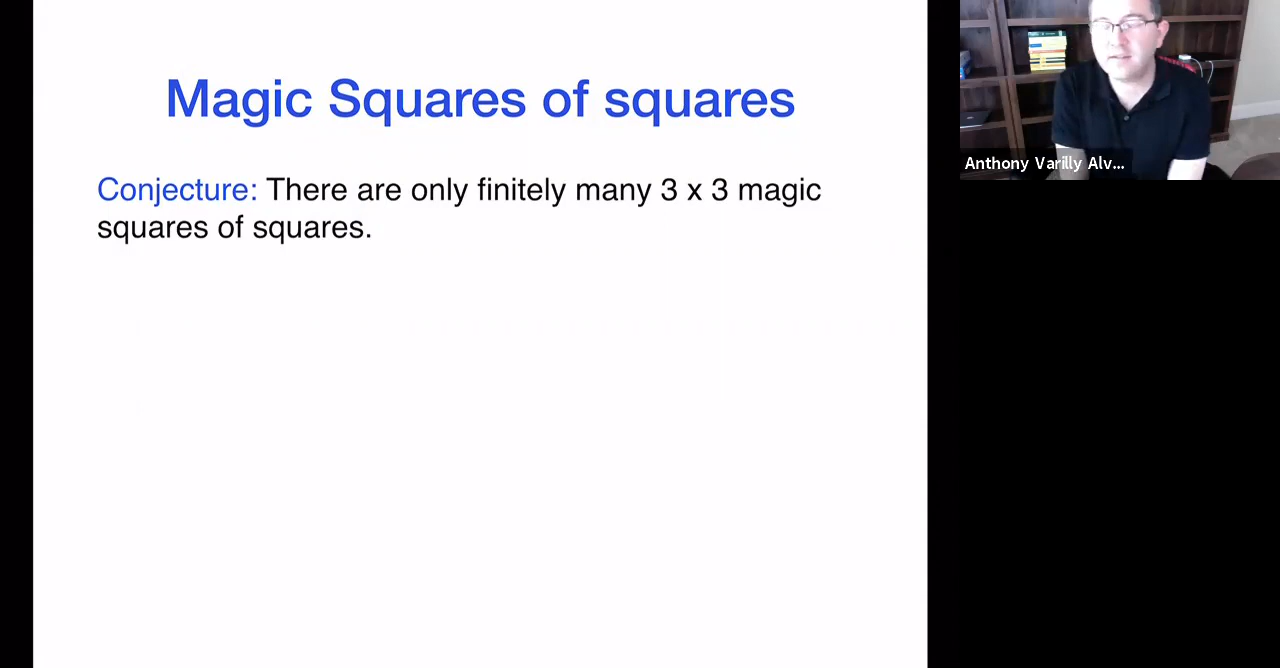 Magic Squares of squares
Conjecture: There are only finitely many 3 x 3 magic
squares of squares.
Anthony Varilly Alv...